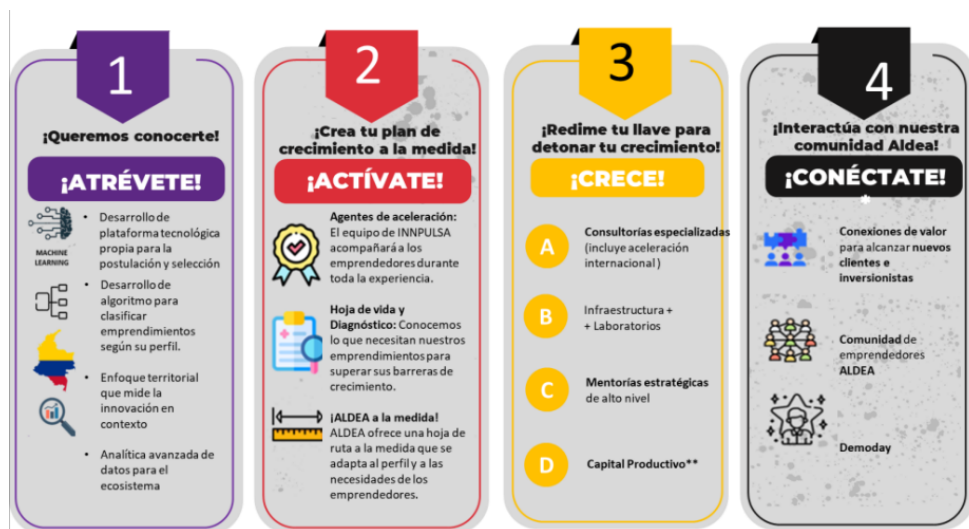 1
¡Queremos conocerte!
¡ATRÉVETE!
MACHINE
LEARNING
• Desarrollo de
plataforma tecnológica
propia para la
postulación y selección
• Desarrollo de
algoritmo para
clasificar
emprendimientos
según su perfil.
• Enfoque territorial
que mide la
innovación en
contexto
• Analítica avanzada de
datos para el
ecosistema
2
¡Crea tu plan de
crecimiento a la medida!
¡ACTÍVATE!
Agentes de aceleración:
El equipo de INNPULSA
acompañará a los
emprendedores durante
toda la experiencia.
Hoja de vida y
Diagnóstico: Conocemos
lo que necesitan nuestros
emprendimientos para
superar sus barreras de
crecimiento.
¡ALDEA a la medida!
ALDEA ofrece una hoja de
ruta a la medida que se
adapta al perfil y a las
necesidades de los
emprendedores.
3
¡Redime tu llave para
detonar tu crecimiento!
¡CRECE!
A
Consultorías especializadas
(incluye aceleración
internacional )
B
Infraestructura +
+ Laboratorios
C
Mentorías estratégicas
de alto nivel
D
Capital Productivo**
4
¡Interactúa con nuestra
comunidad Aldea!
¡CONÉCTATE!
*
Conexiones de valor
para alcanzar nuevos
clientes e
inversionistas
Comunidad de
emprendedores
ALDEA
Demoday